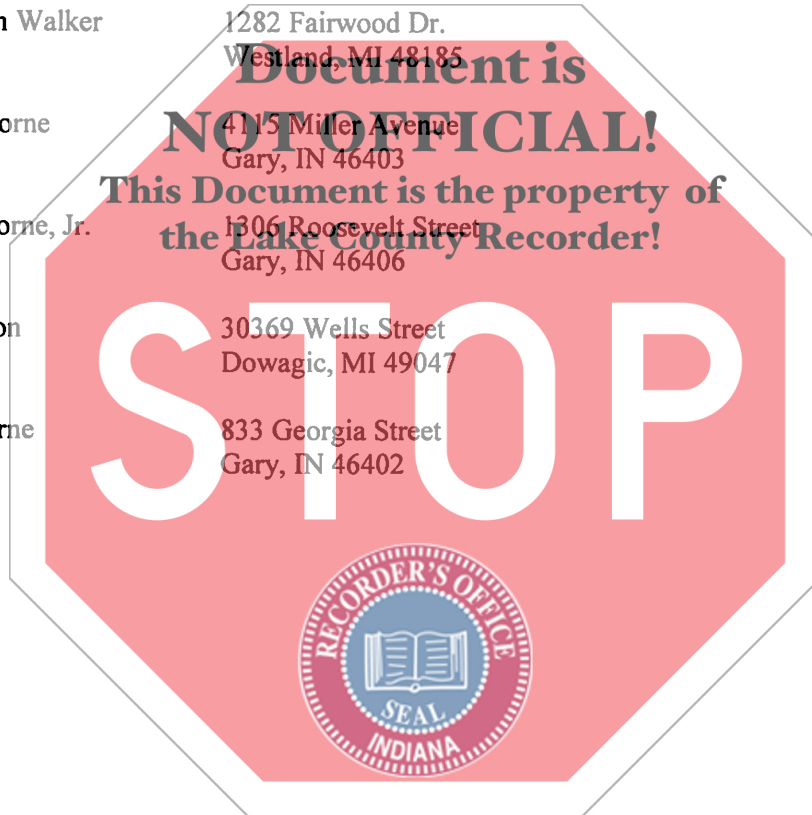 n Walker 1282 Fairwood Dr.
Westland, MI 48185
Document is
orne 4115 Miller Avenue
NOT OFFICIAL!
Gary, IN 46403
This Document is the property of
orne, Jr. 1306 Roosevelt Street
the Lake County Recorder!
Gary, IN 46406
on 30369 Wells Street
Dowagic, MI 49047
STOP
rne 833 Georgia Street
Gary, IN 46402
RECORDER'S OFFICE
SEAL
INDIANA